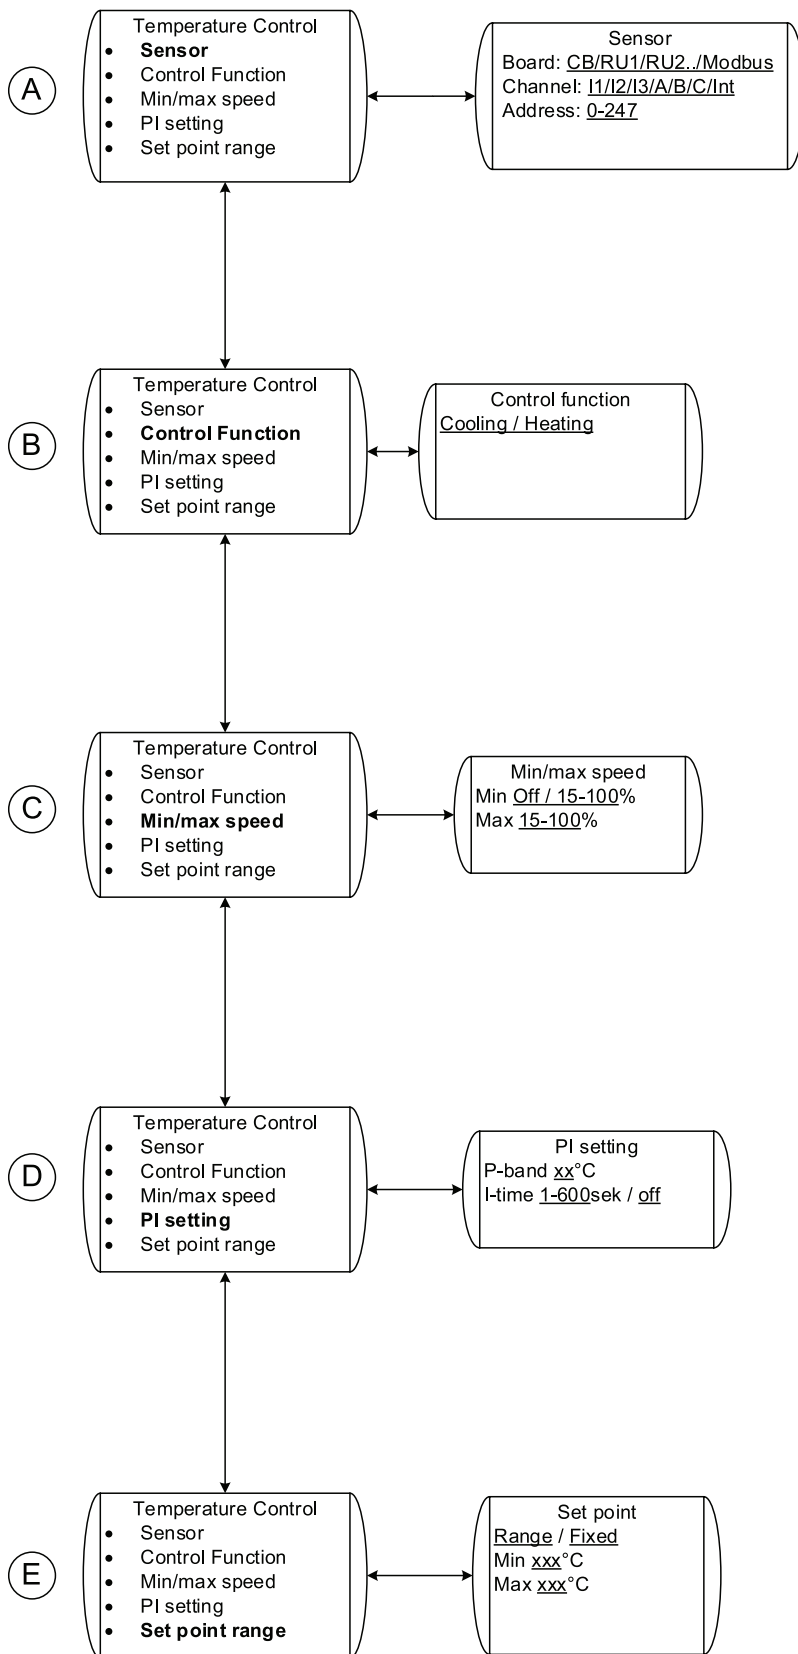 A
Temperature Control
• Sensor
• Control Function
• Min/max speed
• PI setting
• Set point range
Sensor
Board: CB/RU1/RU2../Modbus
Channel: I1/I2/I3/A/B/C/Int
Address: 0-247
B
Temperature Control
• Sensor
• Control Function
• Min/max speed
• PI setting
• Set point range
Control function
Cooling / Heating
C
Temperature Control
• Sensor
• Control Function
• Min/max speed
• PI setting
• Set point range
Min/max speed
Min Off / 15-100%
Max 15-100%
D
Temperature Control
• Sensor
• Control Function
• Min/max speed
• PI setting
• Set point range
PI setting
P-band xx°C
I-time 1-600sek / off
E
Temperature Control
• Sensor
• Control Function
• Min/max speed
• PI setting
• Set point range
Set point
Range / Fixed
Min xxx°C
Max xxx°C